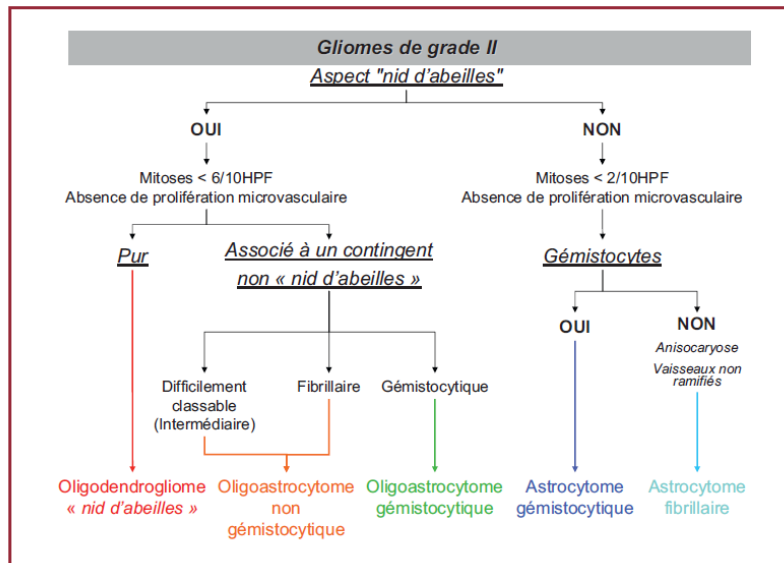 Gliomes de grade II
Aspect "nid d'abeilles"
OUI
NON
Mitoses < 6/10HPF
Absence de prolifération microvasculaire
Mitoses < 2/10HPF
Absence de prolifération microvasculaire
Pur
Associé à un contingent
non « nid d'abeilles »
Gémistocytes
OUI
NON
Anisocaryose
Vaisseaux non
ramifiés
Difficilement
classable
(Intermédiaire)
Fibrillaire
Gémistocytique
Oligodendrogliome
« nid d'abeilles »
Oligoastrocytome
non
gémistocytique
Oligoastrocytome
gémistocytique
Astrocytome
gémistocytique
Astrocytome
fibrillaire